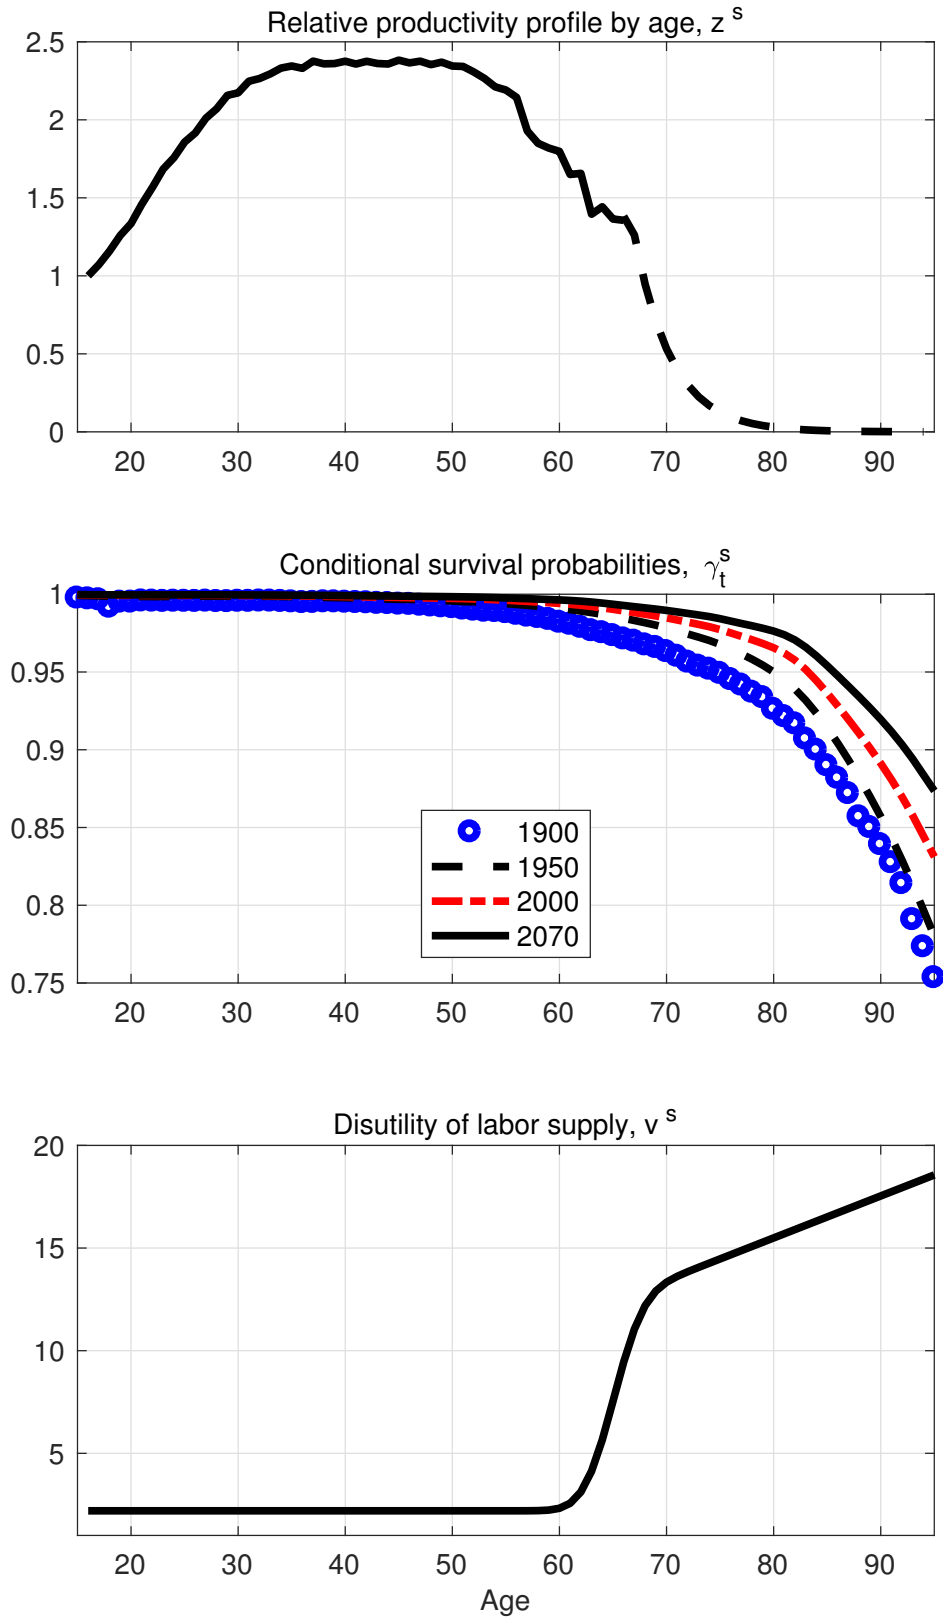 Relative productivity profile by age, z^s
2.5
2
1.5
1
0.5
0
20 30 40 50 60 70 80 90
Conditional survival probabilities, γ_t^s
1
0.95
0.9
0.85
0.8
0.75
1900
1950
2000
2070
20 30 40 50 60 70 80 90
Disutility of labor supply, v^s
20
15
10
5
20 30 40 50 60 70 80 90
Age